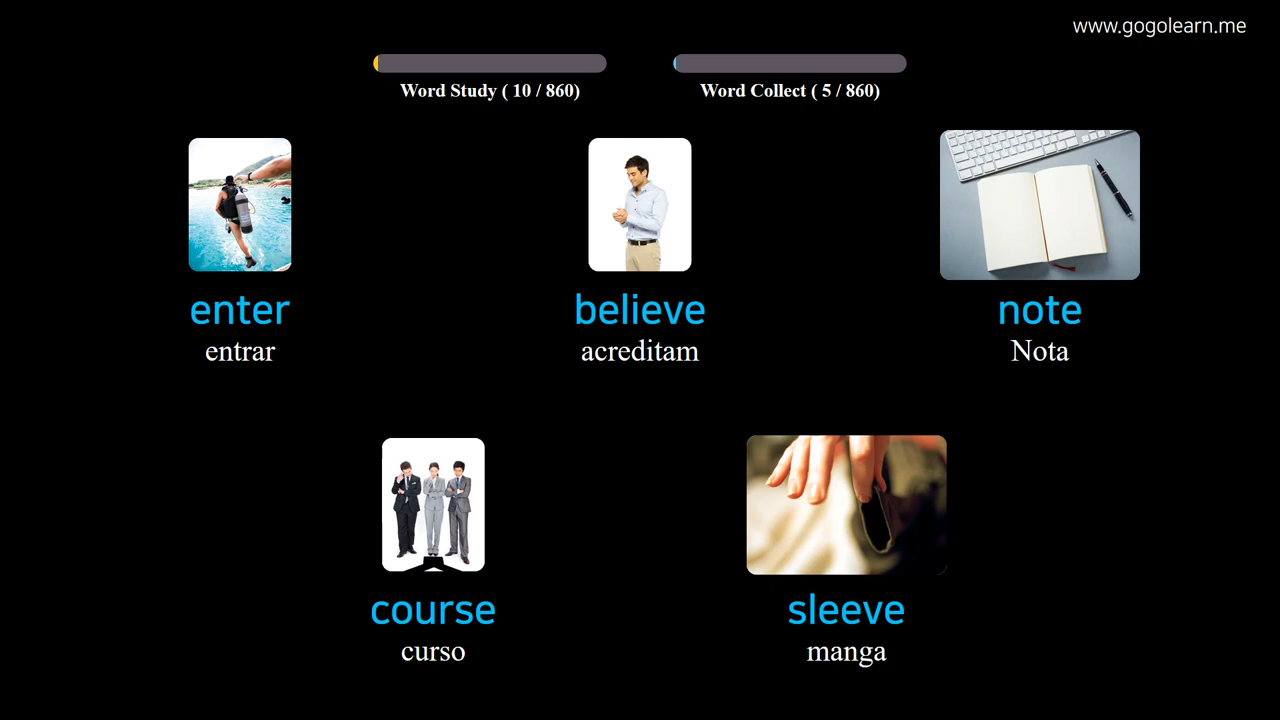 www.gogolearn.me
Word Study ( 10 / 860)
Word Collect ( 5 / 860)
enter
entrar
believe
acreditam
note
Nota
course
curso
sleeve
manga